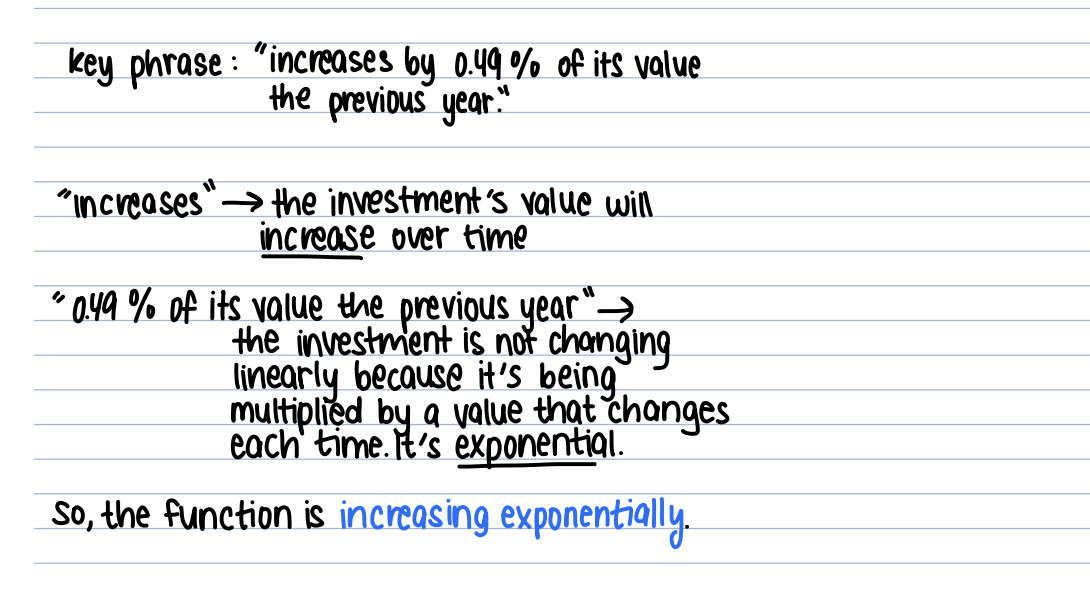 key phrase: "increases by 0.49% of its value
the previous year."
"increases" → the investment's value will
increase over time
"0.49% of its value the previous year" →
the investment is not changing
linearly because it's being
multiplied by a value that changes
each time. It's exponential.
So, the function is increasing exponentially.